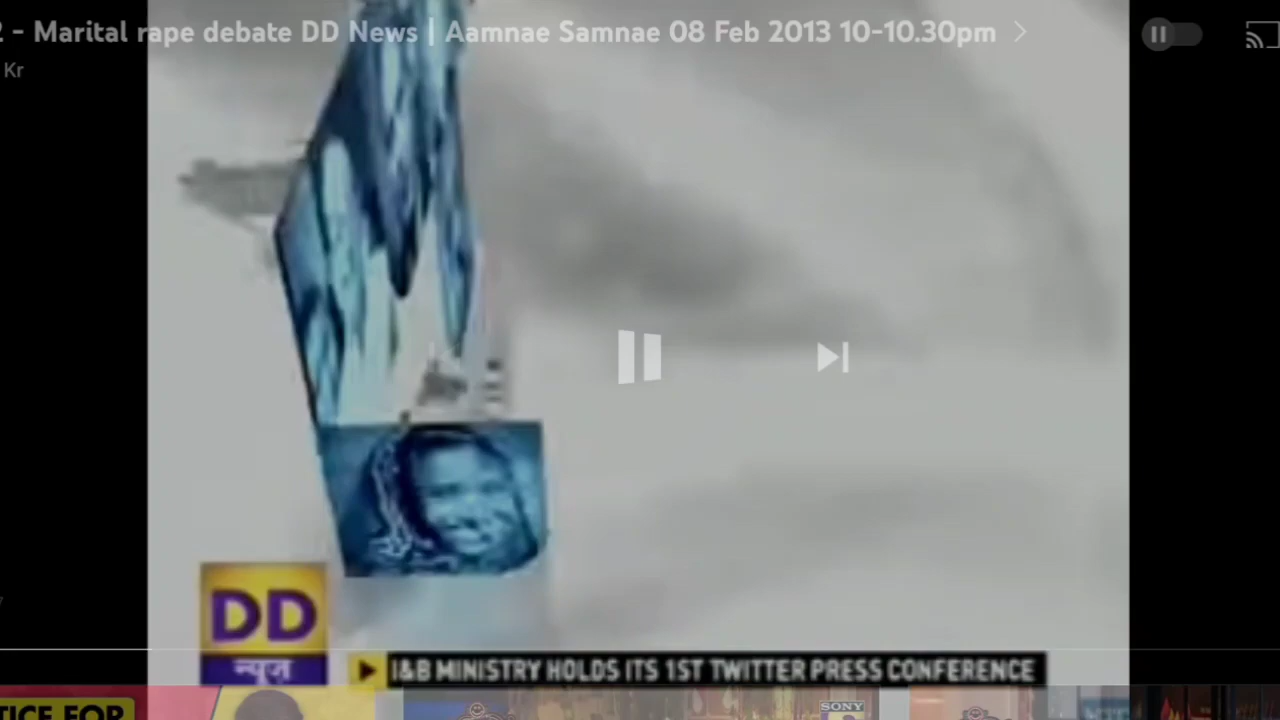 2 - Marital rape debate DD News | Aamnae Samnae 08 Feb 2013 10-10.30pm
Kr
DD
न्यूज़
I&B MINISTRY HOLDS ITS 1ST TWITTER PRESS CONFERENCE
TICE FOR
SONY